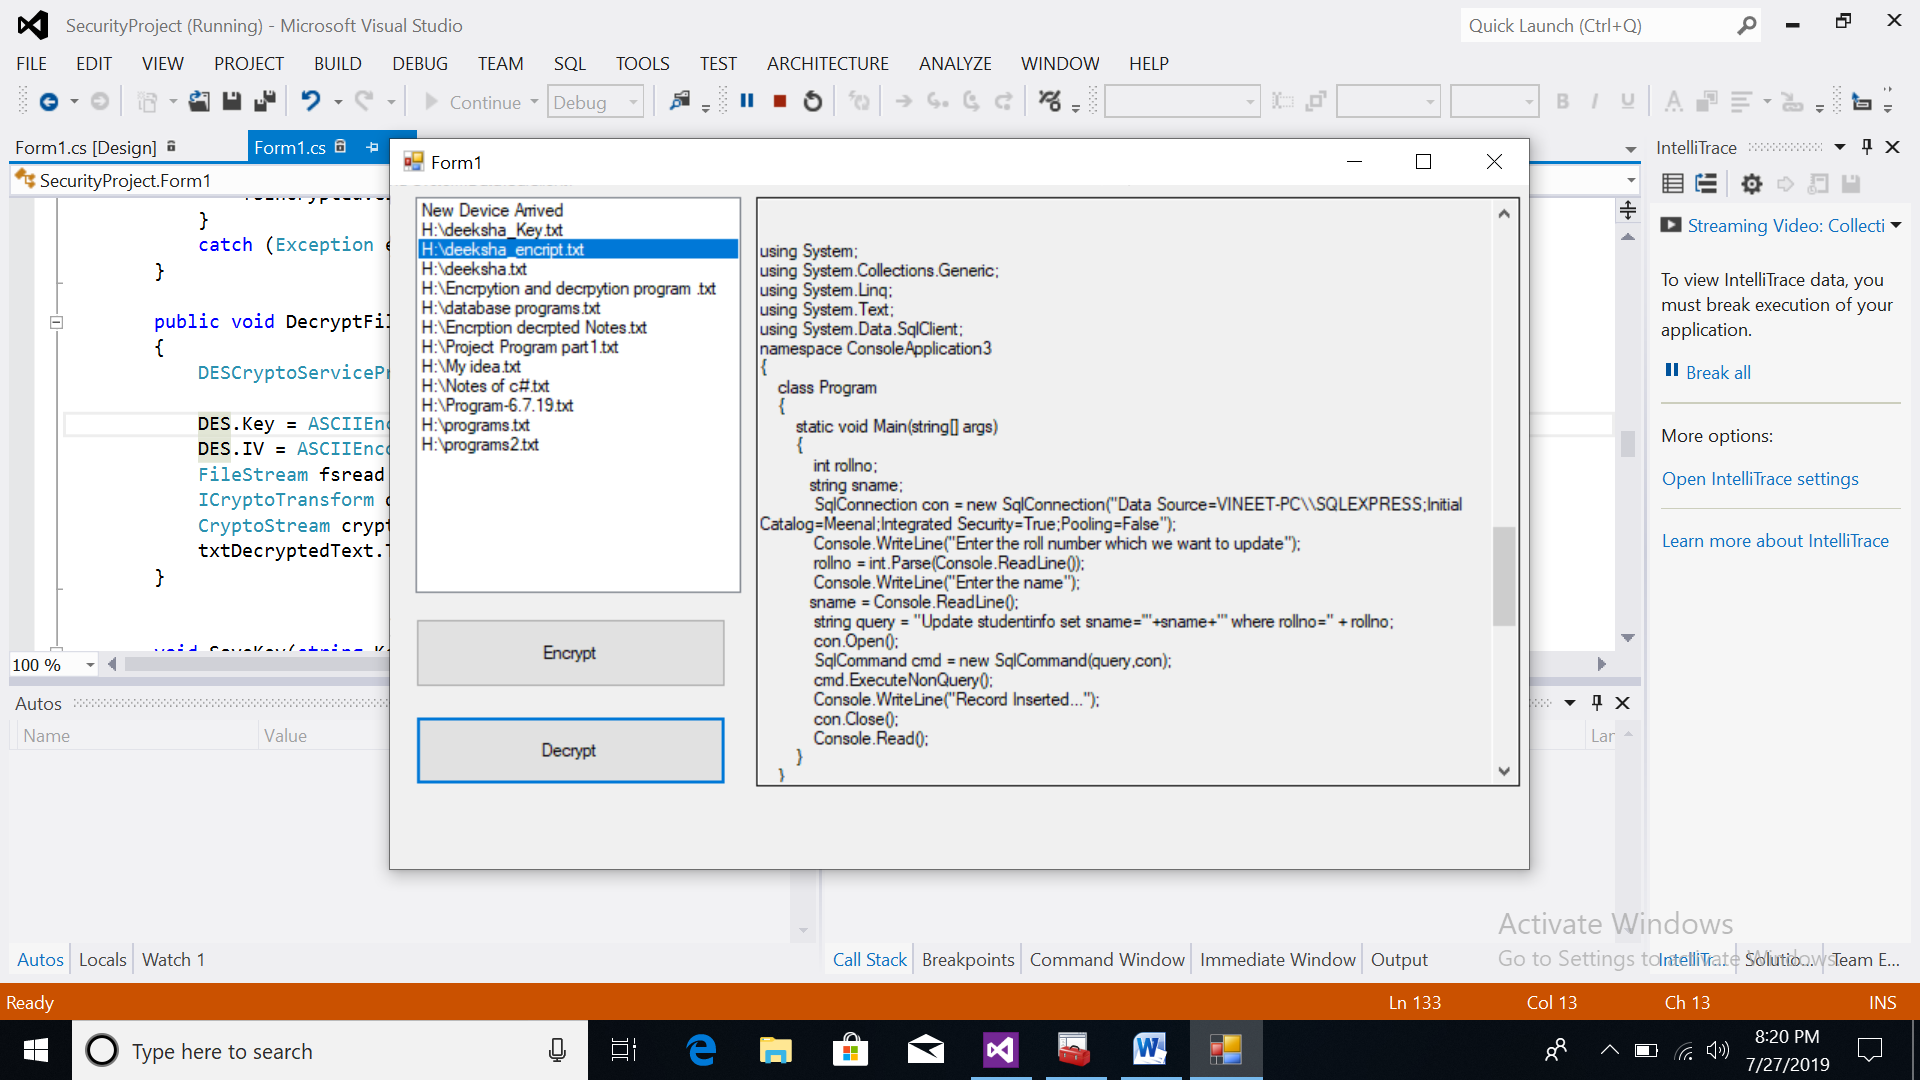 SecurityProject (Running) - Microsoft Visual Studio
Quick Launch (Ctrl+Q)
FILE EDIT VIEW PROJECT BUILD DEBUG TEAM SQL TOOLS TEST ARCHITECTURE ANALYZE WINDOW HELP
Continue Debug
Form1.cs [Design] Form1.cs
SecurityProject.Form1
}
catch (Exception
}
public void DecryptFil
{
DESCryptoServicePr
DES.Key = ASCIIEnc
DES.IV = ASCIIEnco
FileStream fsread
ICryptoTransform
CryptoStream crypt
txtDecryptedText.
}
void SaveKey(string
100 %
Form1
New Device Arrived
H:\deeksha_Key.txt
H:\deeksha_encript.txt
H:\deeksha.txt
H:\Encrpytion and decrpytion program .txt
H:\database programs.txt
H:\Encrption decrpted Notes.txt
H:\Project Program part1.txt
H:\My idea.txt
H:\Notes of c#.txt
H:\Program-6.7.19.txt
H:\programs.txt
H:\programs2.txt
Encrypt
Decrypt
using System;
using System.Collections.Generic;
using System.Linq;
using System.Text;
using System.Data.SqlClient;
namespace ConsoleApplication3
{
class Program
{
static void Main(string[] args)
{
int rollno;
string sname;
SqlConnection con = new SqlConnection("Data Source=VINEET-PC\\SQLEXPRESS;Initial
Catalog=Meenal;Integrated Security=True;Pooling=False");
Console.WriteLine("Enter the roll number which we want to update");
rollno = int.Parse(Console.ReadLine());
Console.WriteLine("Enter the name");
sname = Console.ReadLine();
string query = "Update studentinfo set sname='"+sname+"' where rollno=" + rollno;
con.Open();
SqlCommand cmd = new SqlCommand(query,con);
cmd.ExecuteNonQuery();
Console.WriteLine("Record Inserted...");
con.Close();
Console.Read();
}
}
IntelliTrace
Streaming Video: Collecti
To view IntelliTrace data, you
must break execution of your
application.
Break all
More options:
Open IntelliTrace settings
Learn more about IntelliTrace
Autos
Name Value
Lar
Autos Locals Watch 1
Call Stack Breakpoints Command Window Immediate Window Output
IntelliTr... Solutio... Team E...
Activate Windows
Go to Settings to activate Windows.
Ready Ln 133 Col 13 Ch 13 INS
Type here to search
8:20 PM
7/27/2019